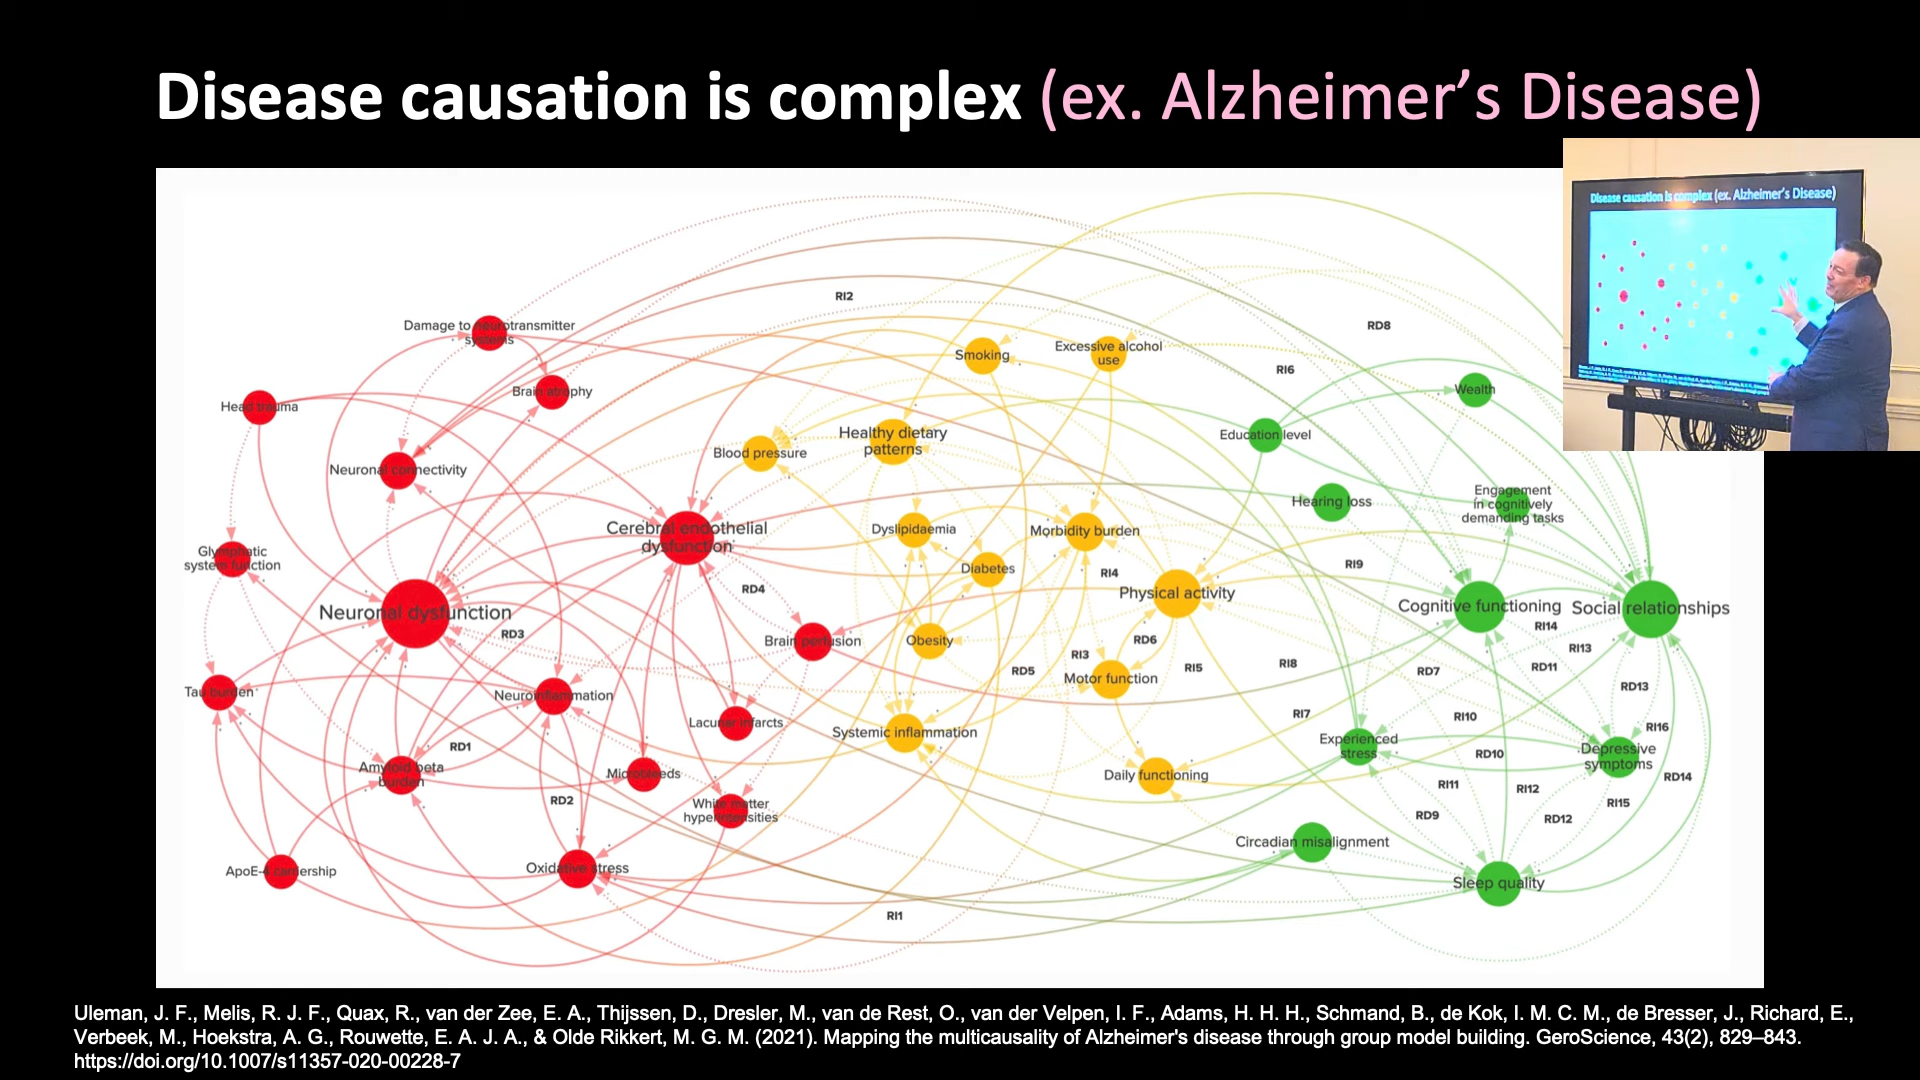 Disease causation is complex (ex. Alzheimer's Disease)
Disease causation is complex (ex. Alzheimer's Disease)
RI2
Damage to neurotransmitter
systems
Smoking
Excessive alcohol
use
RD8
RI6
Brain atrophy
Wealth
Head trauma
Healthy dietary
patterns
Education level
Blood pressure
Neuronal connectivity
Hearing loss
Engagement
in cognitively
demanding tasks
Cerebral endothelial
dysfunction
Dyslipidaemia
Morbidity burden
Glymphatic
system function
Diabetes
RI4
RI9
RD4
Physical activity
Neuronal dysfunction
Cognitive functioning
Social relationships
RD3
RI14
Brain perfusion
Obesity
RD6
RI13
RI3
RI5
RI8
RD11
RD5
RD7
Motor function
Tau burden
Neuroinflammation
RD13
Lacunar infarcts
RI7
RI10
RI16
Systemic inflammation
Experienced
stress
RD1
RD10
Depressive
symptoms
Amyloid beta
burden
Microbleeds
Daily functioning
RD14
RI11
RI12
RD2
White matter
hyperintensities
RI15
RD9
RD12
Circadian misalignment
ApoE-4 carriership
Oxidative stress
Sleep quality
RI1
Uleman, J. F., Melis, R. J. F., Quax, R., van der Zee, E. A., Thijssen, D., Dresler, M., van de Rest, O., van der Velpen, I. F., Adams, H. H. H., Schmand, B., de Kok, I. M. C. M., de Bresser, J., Richard, E.,
Verbeek, M., Hoekstra, A. G., Rouwette, E. A. J. A., & Olde Rikkert, M. G. M. (2021). Mapping the multicausality of Alzheimer's disease through group model building. GeroScience, 43(2), 829–843.
https://doi.org/10.1007/s11357-020-00228-7